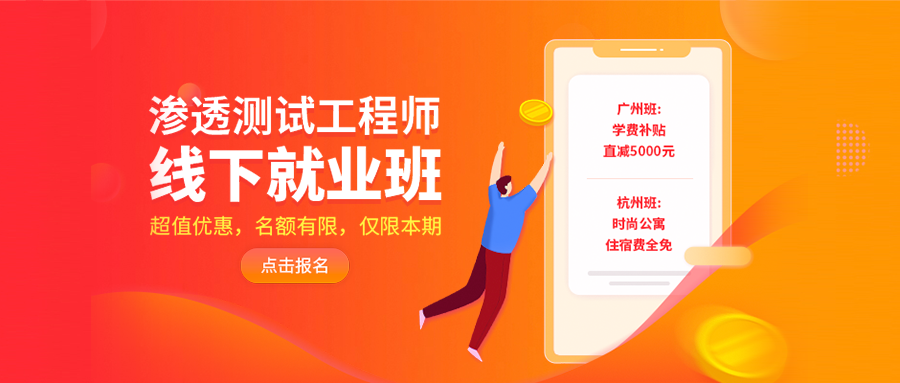 渗透测试工程师
线下就业班
超值优惠，名额有限，仅限本期
点击报名
广州班:
学费补贴
直减5000元
杭州班:
时尚公寓
住宿费全免